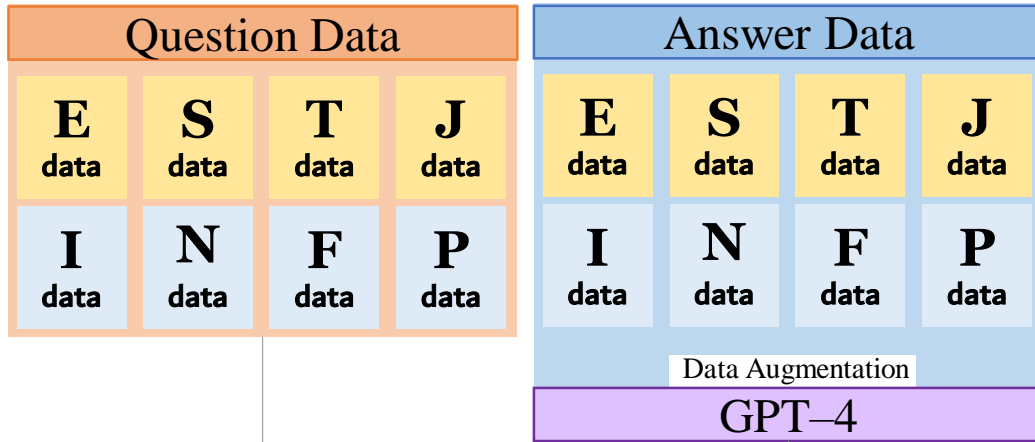 Question Data
E S T J
data data data data
I N F P
data data data data
Answer Data
E S T J
data data data data
I N F P
data data data data
Data Augmentation
GPT–4